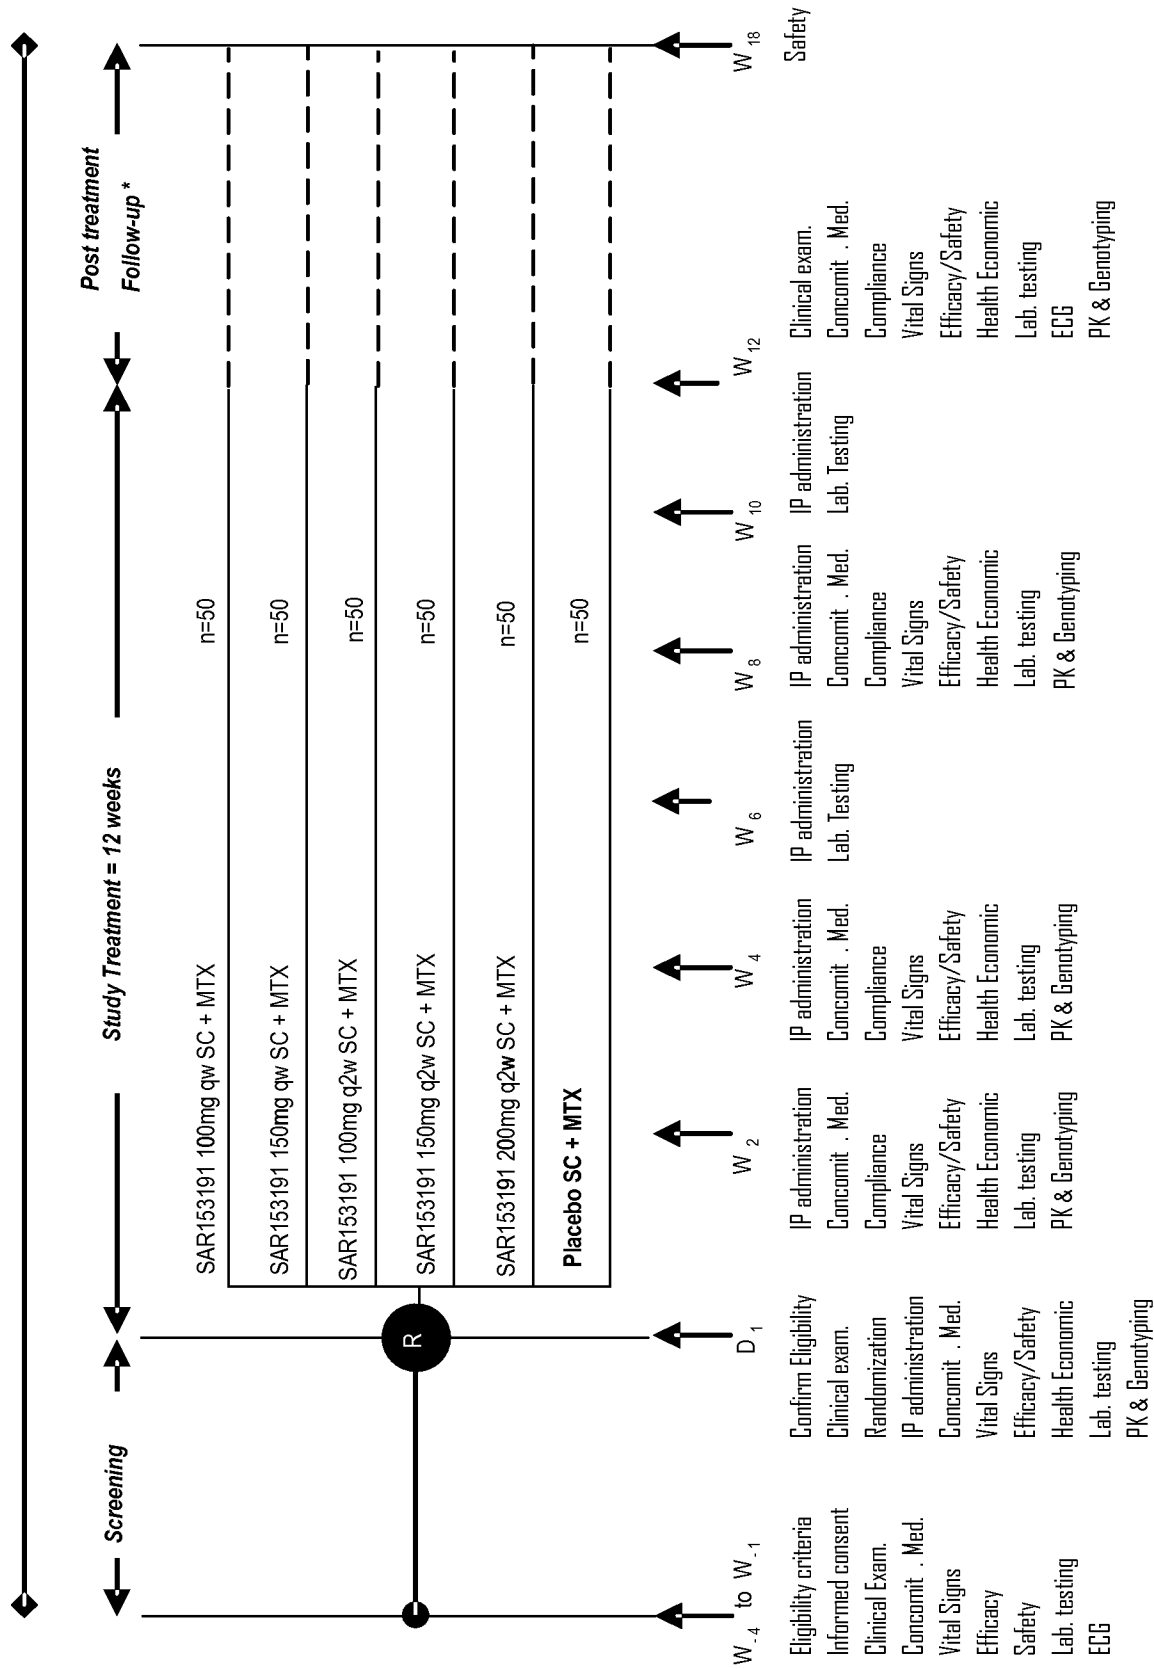 Screening
Study Treatment = 12 weeks
Post treatment
Follow-up *
SAR153191 100mg qw SC + MTX
n=50
SAR153191 150mg qw SC + MTX
n=50
SAR153191 100mg q2w SC + MTX
n=50
R
SAR153191 150mg q2w SC + MTX
n=50
SAR153191 200mg q2w SC + MTX
n=50
Placebo SC + MTX
n=50
W -4 to W -1
Eligibility criteria
Informed consent
Clinical Exam.
Concomit . Med.
Vital Signs
Efficacy
Safety
Lab. testing
ECG
D 1
Confirm Eligibility
Clinical exam.
Randomization
IP administration
Concomit . Med.
Vital Signs
Efficacy/Safety
Health Economic
Lab. testing
PK & Genotyping
W 2
IP administration
Concomit . Med.
Compliance
Vital Signs
Efficacy/Safety
Health Economic
Lab. testing
PK & Genotyping
W 4
IP administration
Concomit . Med.
Compliance
Vital Signs
Efficacy/Safety
Health Economic
Lab. testing
PK & Genotyping
W 6
IP administration
Lab. Testing
W 8
IP administration
Concomit . Med.
Compliance
Vital Signs
Efficacy/Safety
Health Economic
Lab. testing
PK & Genotyping
W 10
IP administration
Lab. Testing
W 12
Clinical exam.
Concomit . Med.
Compliance
Vital Signs
Efficacy/Safety
Health Economic
Lab. testing
ECG
PK & Genotyping
W 18
Safety